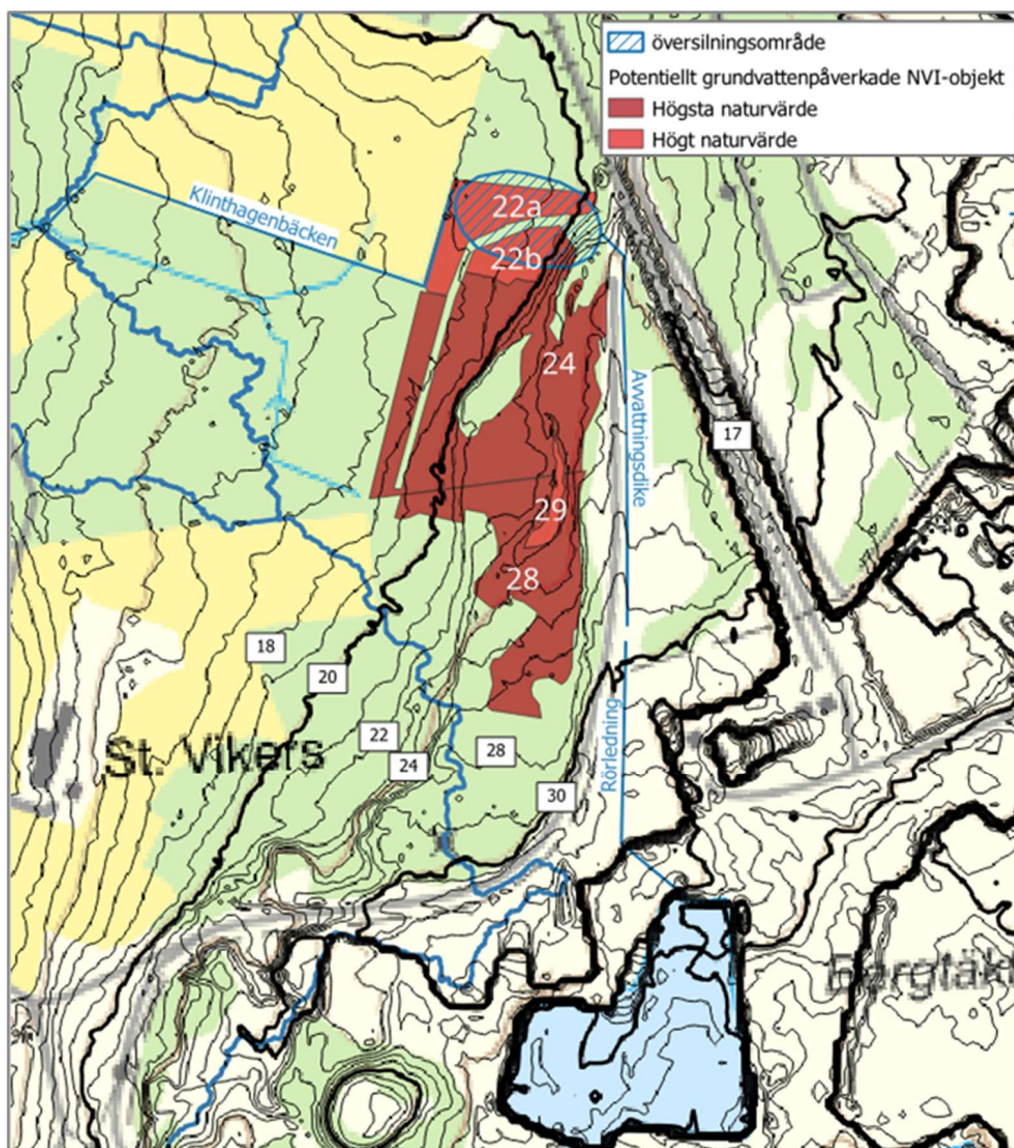 översilningsområde
Potentiellt grundvattenpåverkade NVI-objekt
Högsta naturvärde
Högt naturvärde
Klinthagenbäcken
22a
22b
24
Avvattningsdike
17
29
28
18
20
22
24
28
30
Rörledning
St. Vikers